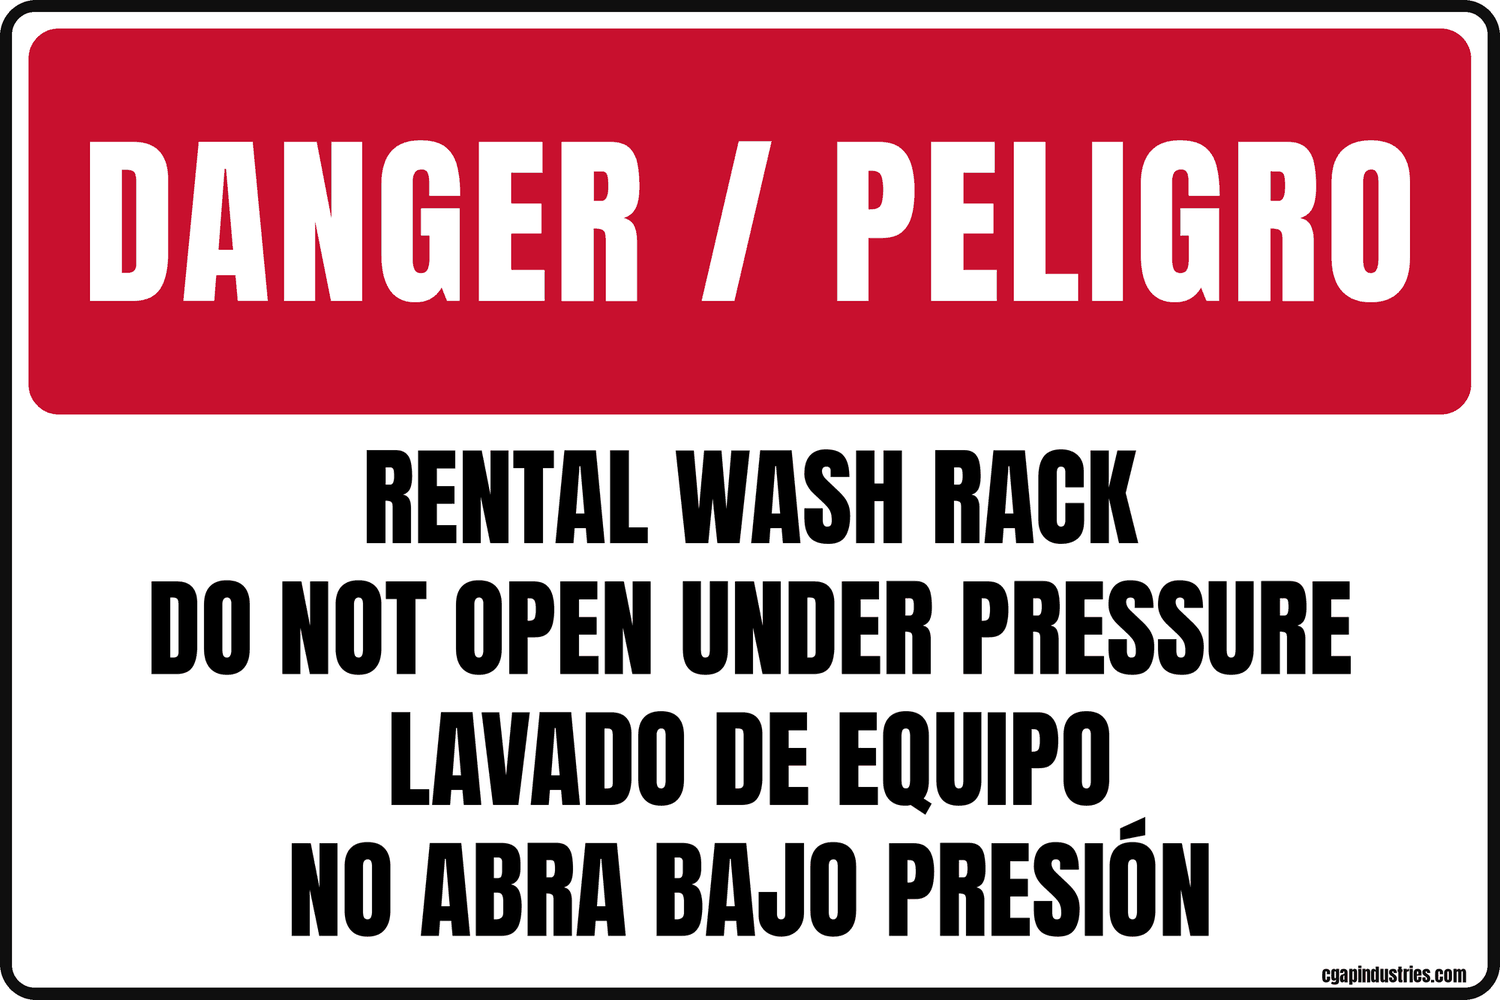 DANGER / PELIGRO
RENTAL WASH RACK
DO NOT OPEN UNDER PRESSURE
LAVADO DE EQUIPO
NO ABRA BAJO PRESIÓN
cgapindustries.com